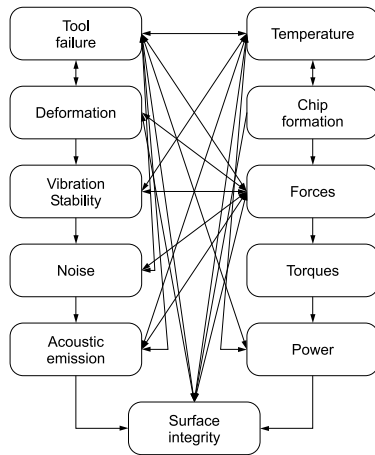 Tool
failure
Temperature
Deformation
Chip
formation
Vibration
Stability
Forces
Noise
Torques
Acoustic
emission
Power
Surface
integrity